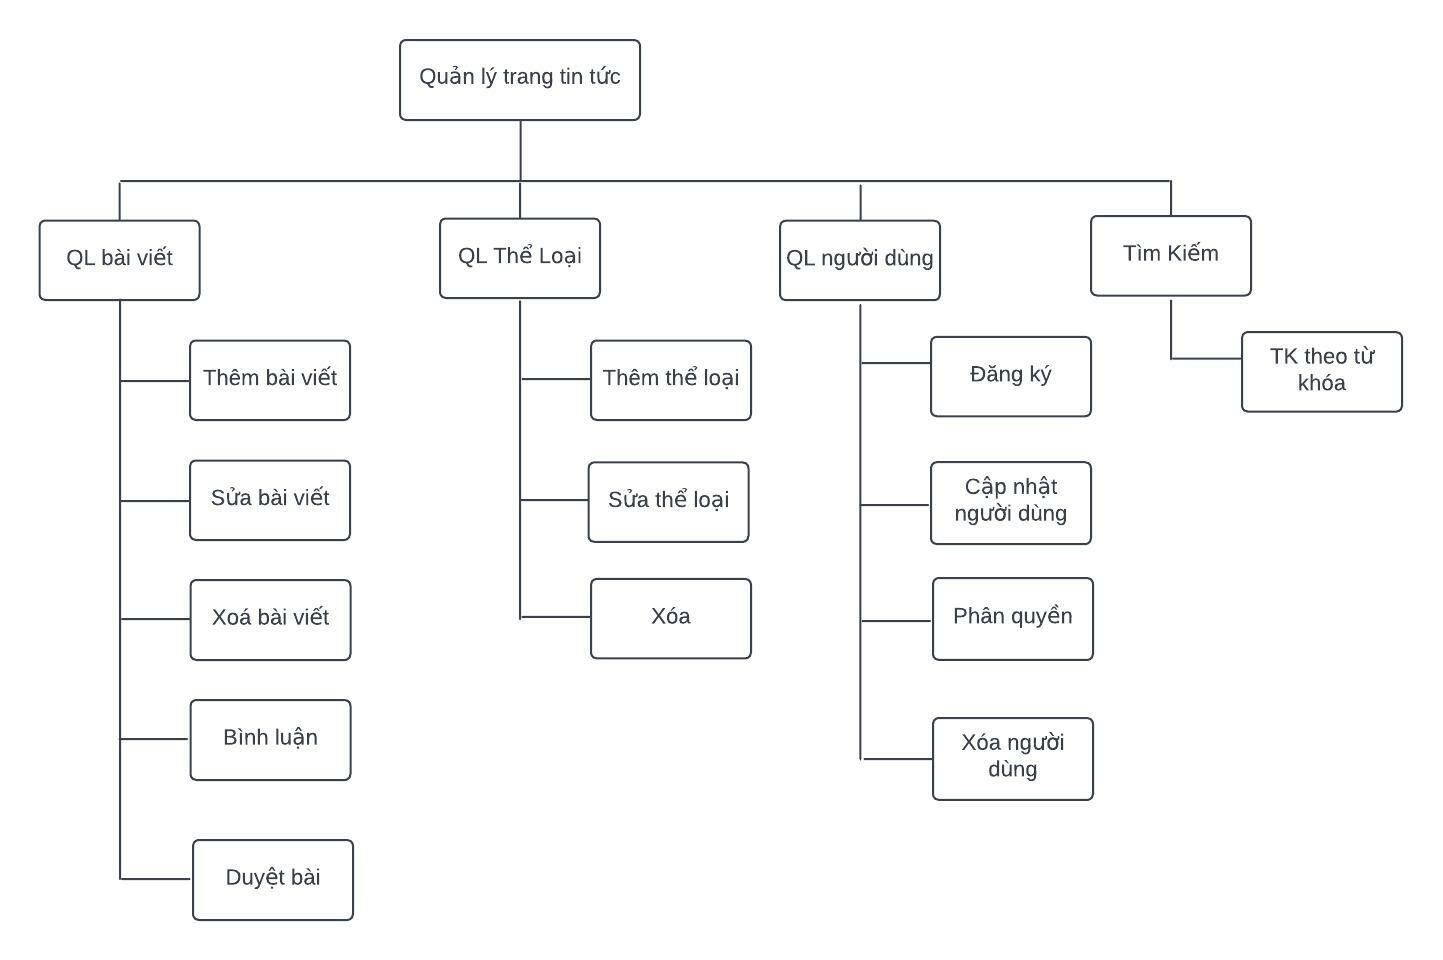 Quản lý trang tin tức
QL bài viết
QL Thể Loại
QL người dùng
Tìm Kiếm
Thêm bài viết
Sửa bài viết
Xoá bài viết
Bình luận
Duyệt bài
Thêm thể loại
Sửa thể loại
Xóa
Đăng ký
Cập nhật
người dùng
Phân quyền
Xóa người
dùng
TK theo từ
khóa